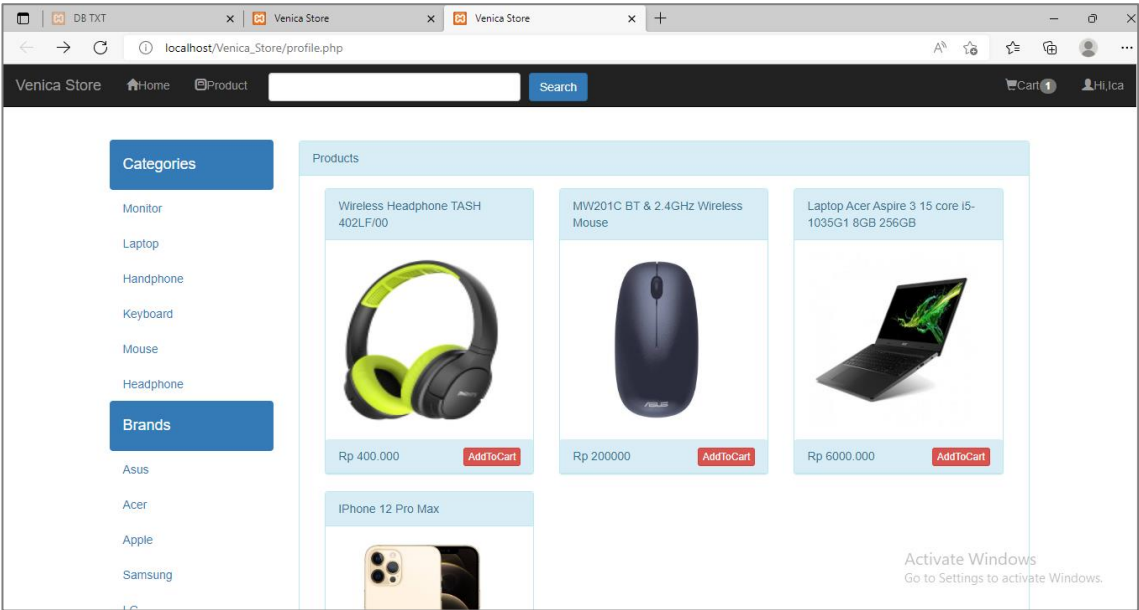 DB TXT
Venica Store
Venica Store
localhost/Venica_Store/profile.php
Venica Store Home Product Search Cart 1 Hi,Ica
Categories
Monitor
Laptop
Handphone
Keyboard
Mouse
Headphone
Brands
Asus
Acer
Apple
Samsung
LG
Products
Wireless Headphone TASH
402LF/00
PHILIPS
Rp 400.000 AddToCart
MW201C BT & 2.4GHz Wireless
Mouse
ASUS
Rp 200000 AddToCart
Laptop Acer Aspire 3 15 core i5-
1035G1 8GB 256GB
Rp 6000.000 AddToCart
IPhone 12 Pro Max
Activate Windows
Go to Settings to activate Windows.